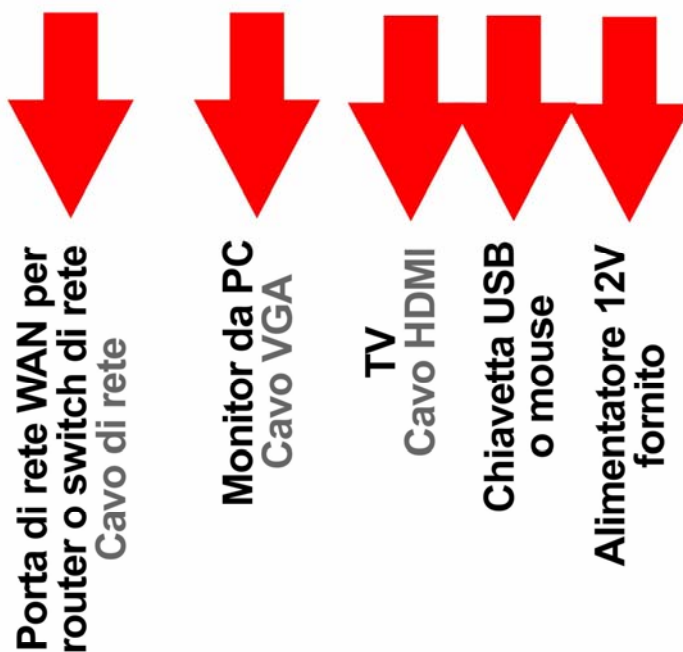 Porta di rete WAN per
router o switch di rete
Cavo di rete
Monitor da PC
Cavo VGA
TV
Cavo HDMI
Chiavetta USB
o mouse
Alimentatore 12V
fornito